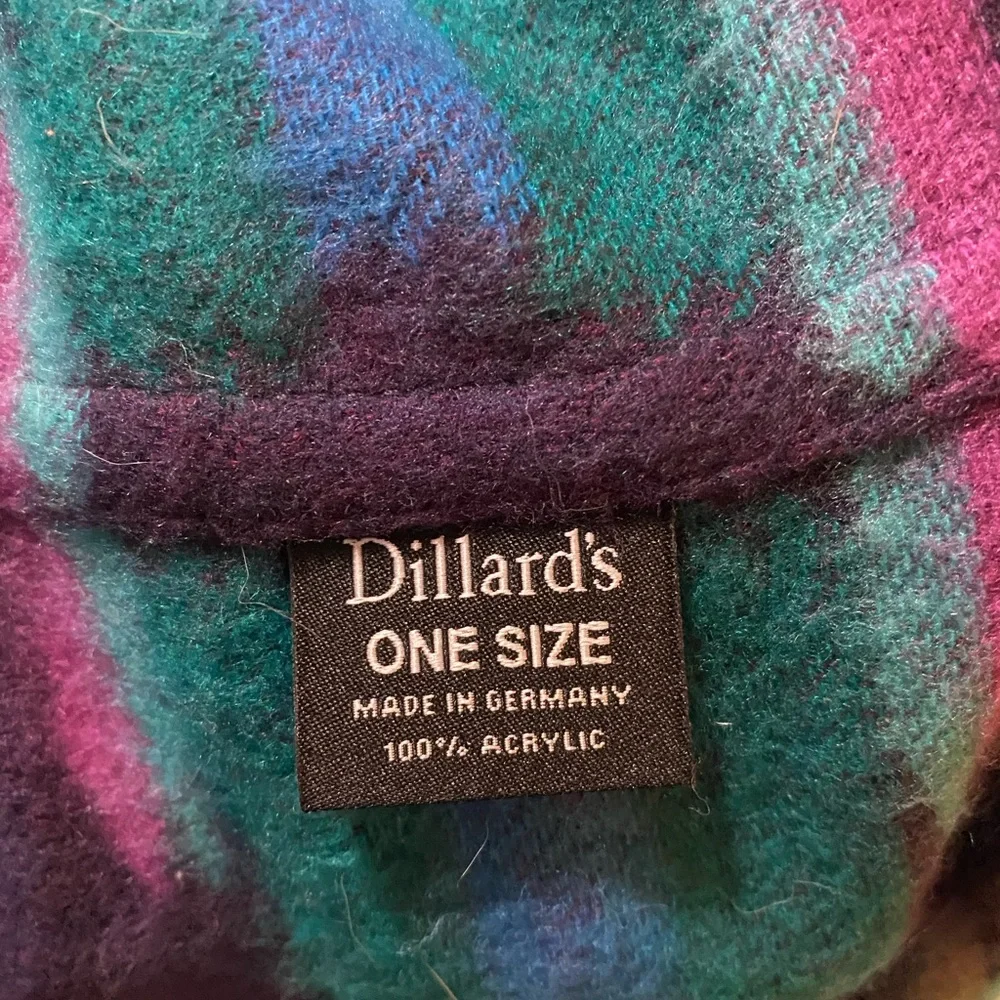 Dillard's
ONE SIZE
MADE IN GERMANY
100% ACRYLIC